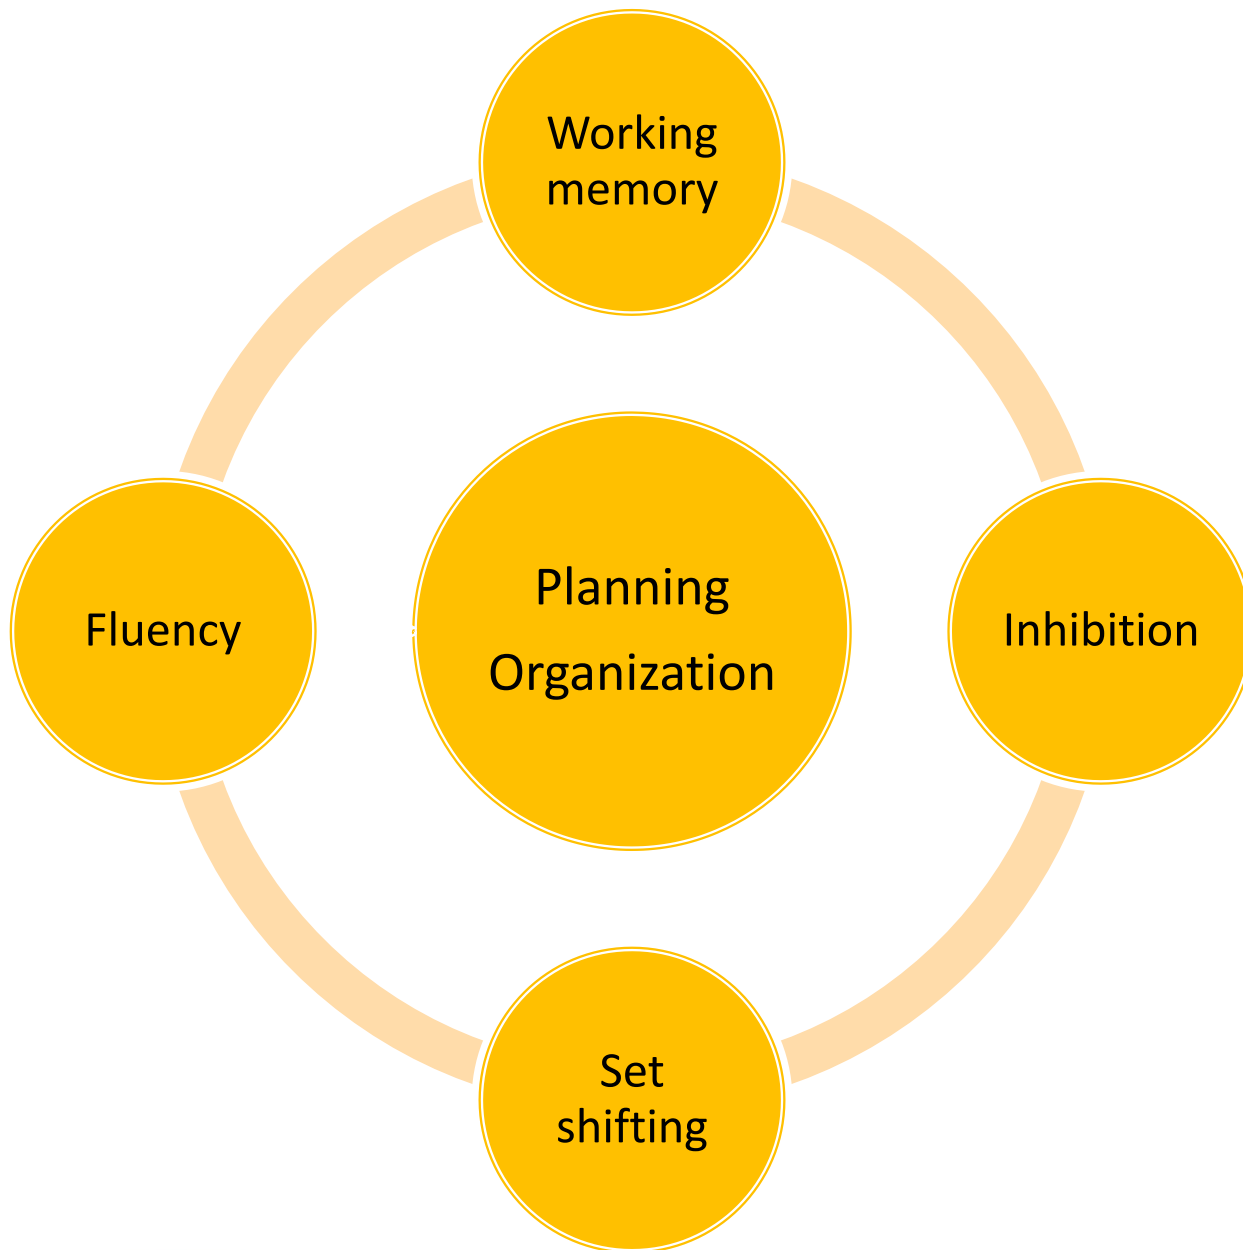 Working
memory
Fluency
Planning
Organization
Inhibition
Set
shifting